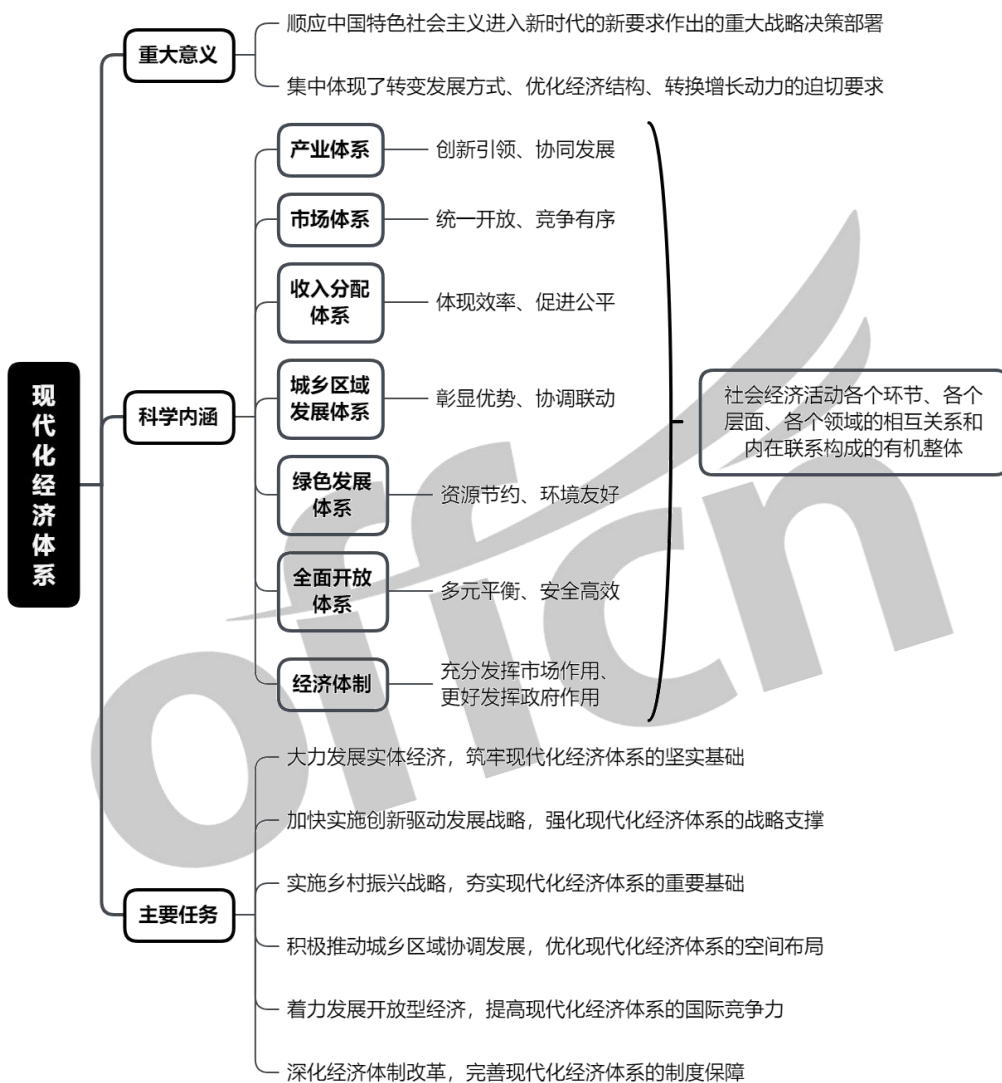 现代化经济体系
重大意义
顺应中国特色社会主义进入新时代的新要求作出的重大战略决策部署
集中体现了转变发展方式、优化经济结构、转换增长动力的迫切要求
科学内涵
产业体系
创新引领、协同发展
市场体系
统一开放、竞争有序
收入分配
体系
体现效率、促进公平
城乡区域
发展体系
彰显优势、协调联动
绿色发展
体系
资源节约、环境友好
全面开放
体系
多元平衡、安全高效
经济体制
充分发挥市场作用、
更好发挥政府作用
社会经济活动各个环节、各个
层面、各个领域的相互关系和
内在联系构成的有机整体
主要任务
大力发展实体经济，筑牢现代化经济体系的坚实基础
加快实施创新驱动发展战略，强化现代化经济体系的战略支撑
实施乡村振兴战略，夯实现代化经济体系的重要基础
积极推动城乡区域协调发展，优化现代化经济体系的空间布局
着力发展开放型经济，提高现代化经济体系的国际竞争力
深化经济体制改革，完善现代化经济体系的制度保障
offcn